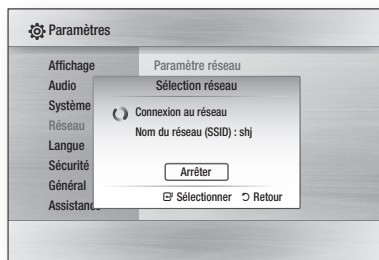 Paramètres
Affichage
Paramètre réseau
Audio
Sélection réseau
Système
Connexion au réseau
Réseau
Nom du réseau (SSID) : shj
Langue
Sécurité
Arrêter
Général
Sélectionner Retour
Assistance